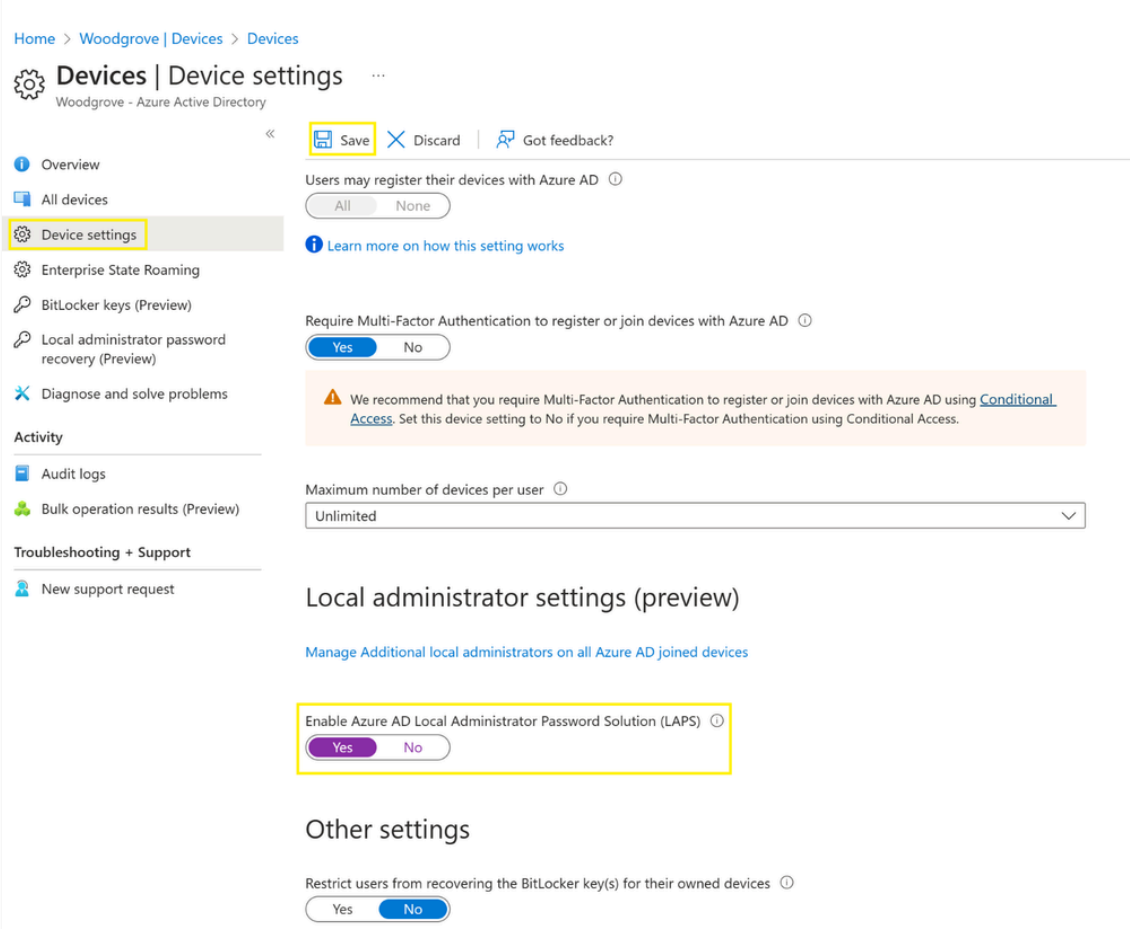 Home > Woodgrove | Devices > Devices
Devices | Device settings ...
Woodgrove - Azure Active Directory
«
Overview
All devices
Device settings
Enterprise State Roaming
BitLocker keys (Preview)
Local administrator password
recovery (Preview)
Diagnose and solve problems
Activity
Audit logs
Bulk operation results (Preview)
Troubleshooting + Support
New support request
Save Discard Got feedback?
Users may register their devices with Azure AD
All None
Learn more on how this setting works
Require Multi-Factor Authentication to register or join devices with Azure AD
Yes No
We recommend that you require Multi-Factor Authentication to register or join devices with Azure AD using Conditional
Access. Set this device setting to No if you require Multi-Factor Authentication using Conditional Access.
Maximum number of devices per user
Unlimited
Local administrator settings (preview)
Manage Additional local administrators on all Azure AD joined devices
Enable Azure AD Local Administrator Password Solution (LAPS)
Yes No
Other settings
Restrict users from recovering the BitLocker key(s) for their owned devices
Yes No